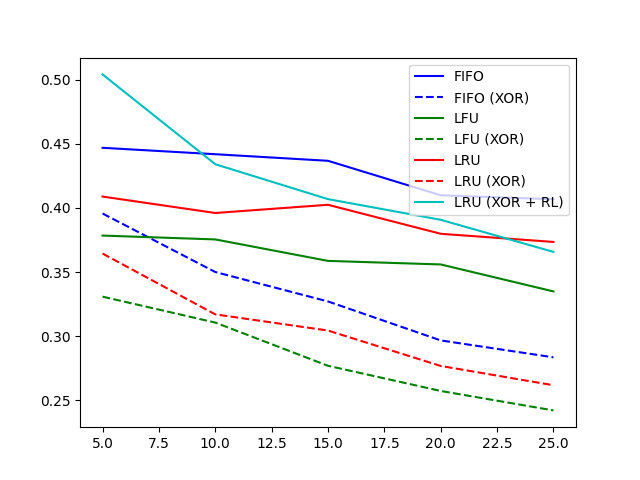 0.50
0.45
0.40
0.35
0.30
0.25
5.0 7.5 10.0 12.5 15.0 17.5 20.0 22.5 25.0
FIFO
FIFO (XOR)
LFU
LFU (XOR)
LRU
LRU (XOR)
LRU (XOR + RL)